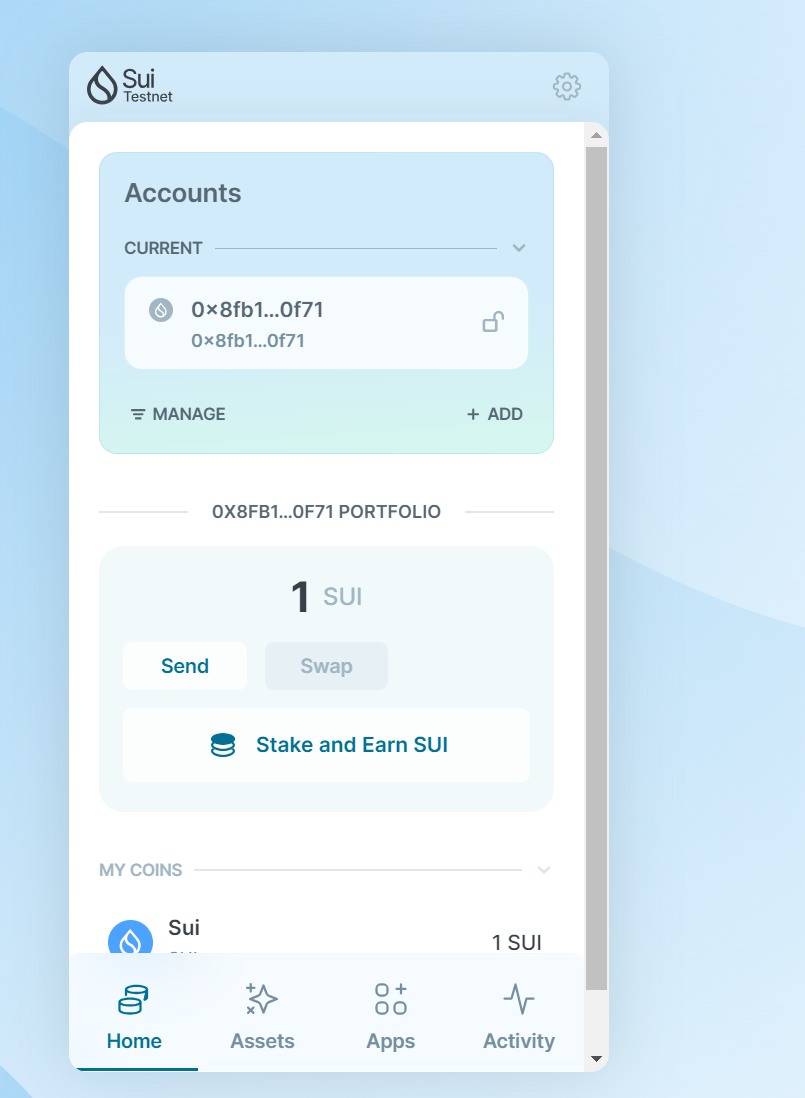 Sui
Testnet
Accounts
CURRENT
0×8fb1...0f71
0×8fb1...0f71
MANAGE
+ ADD
0X8FB1...0F71 PORTFOLIO
1 SUI
Send
Swap
Stake and Earn SUI
MY COINS
Sui
1 SUI
Home
Assets
Apps
Activity